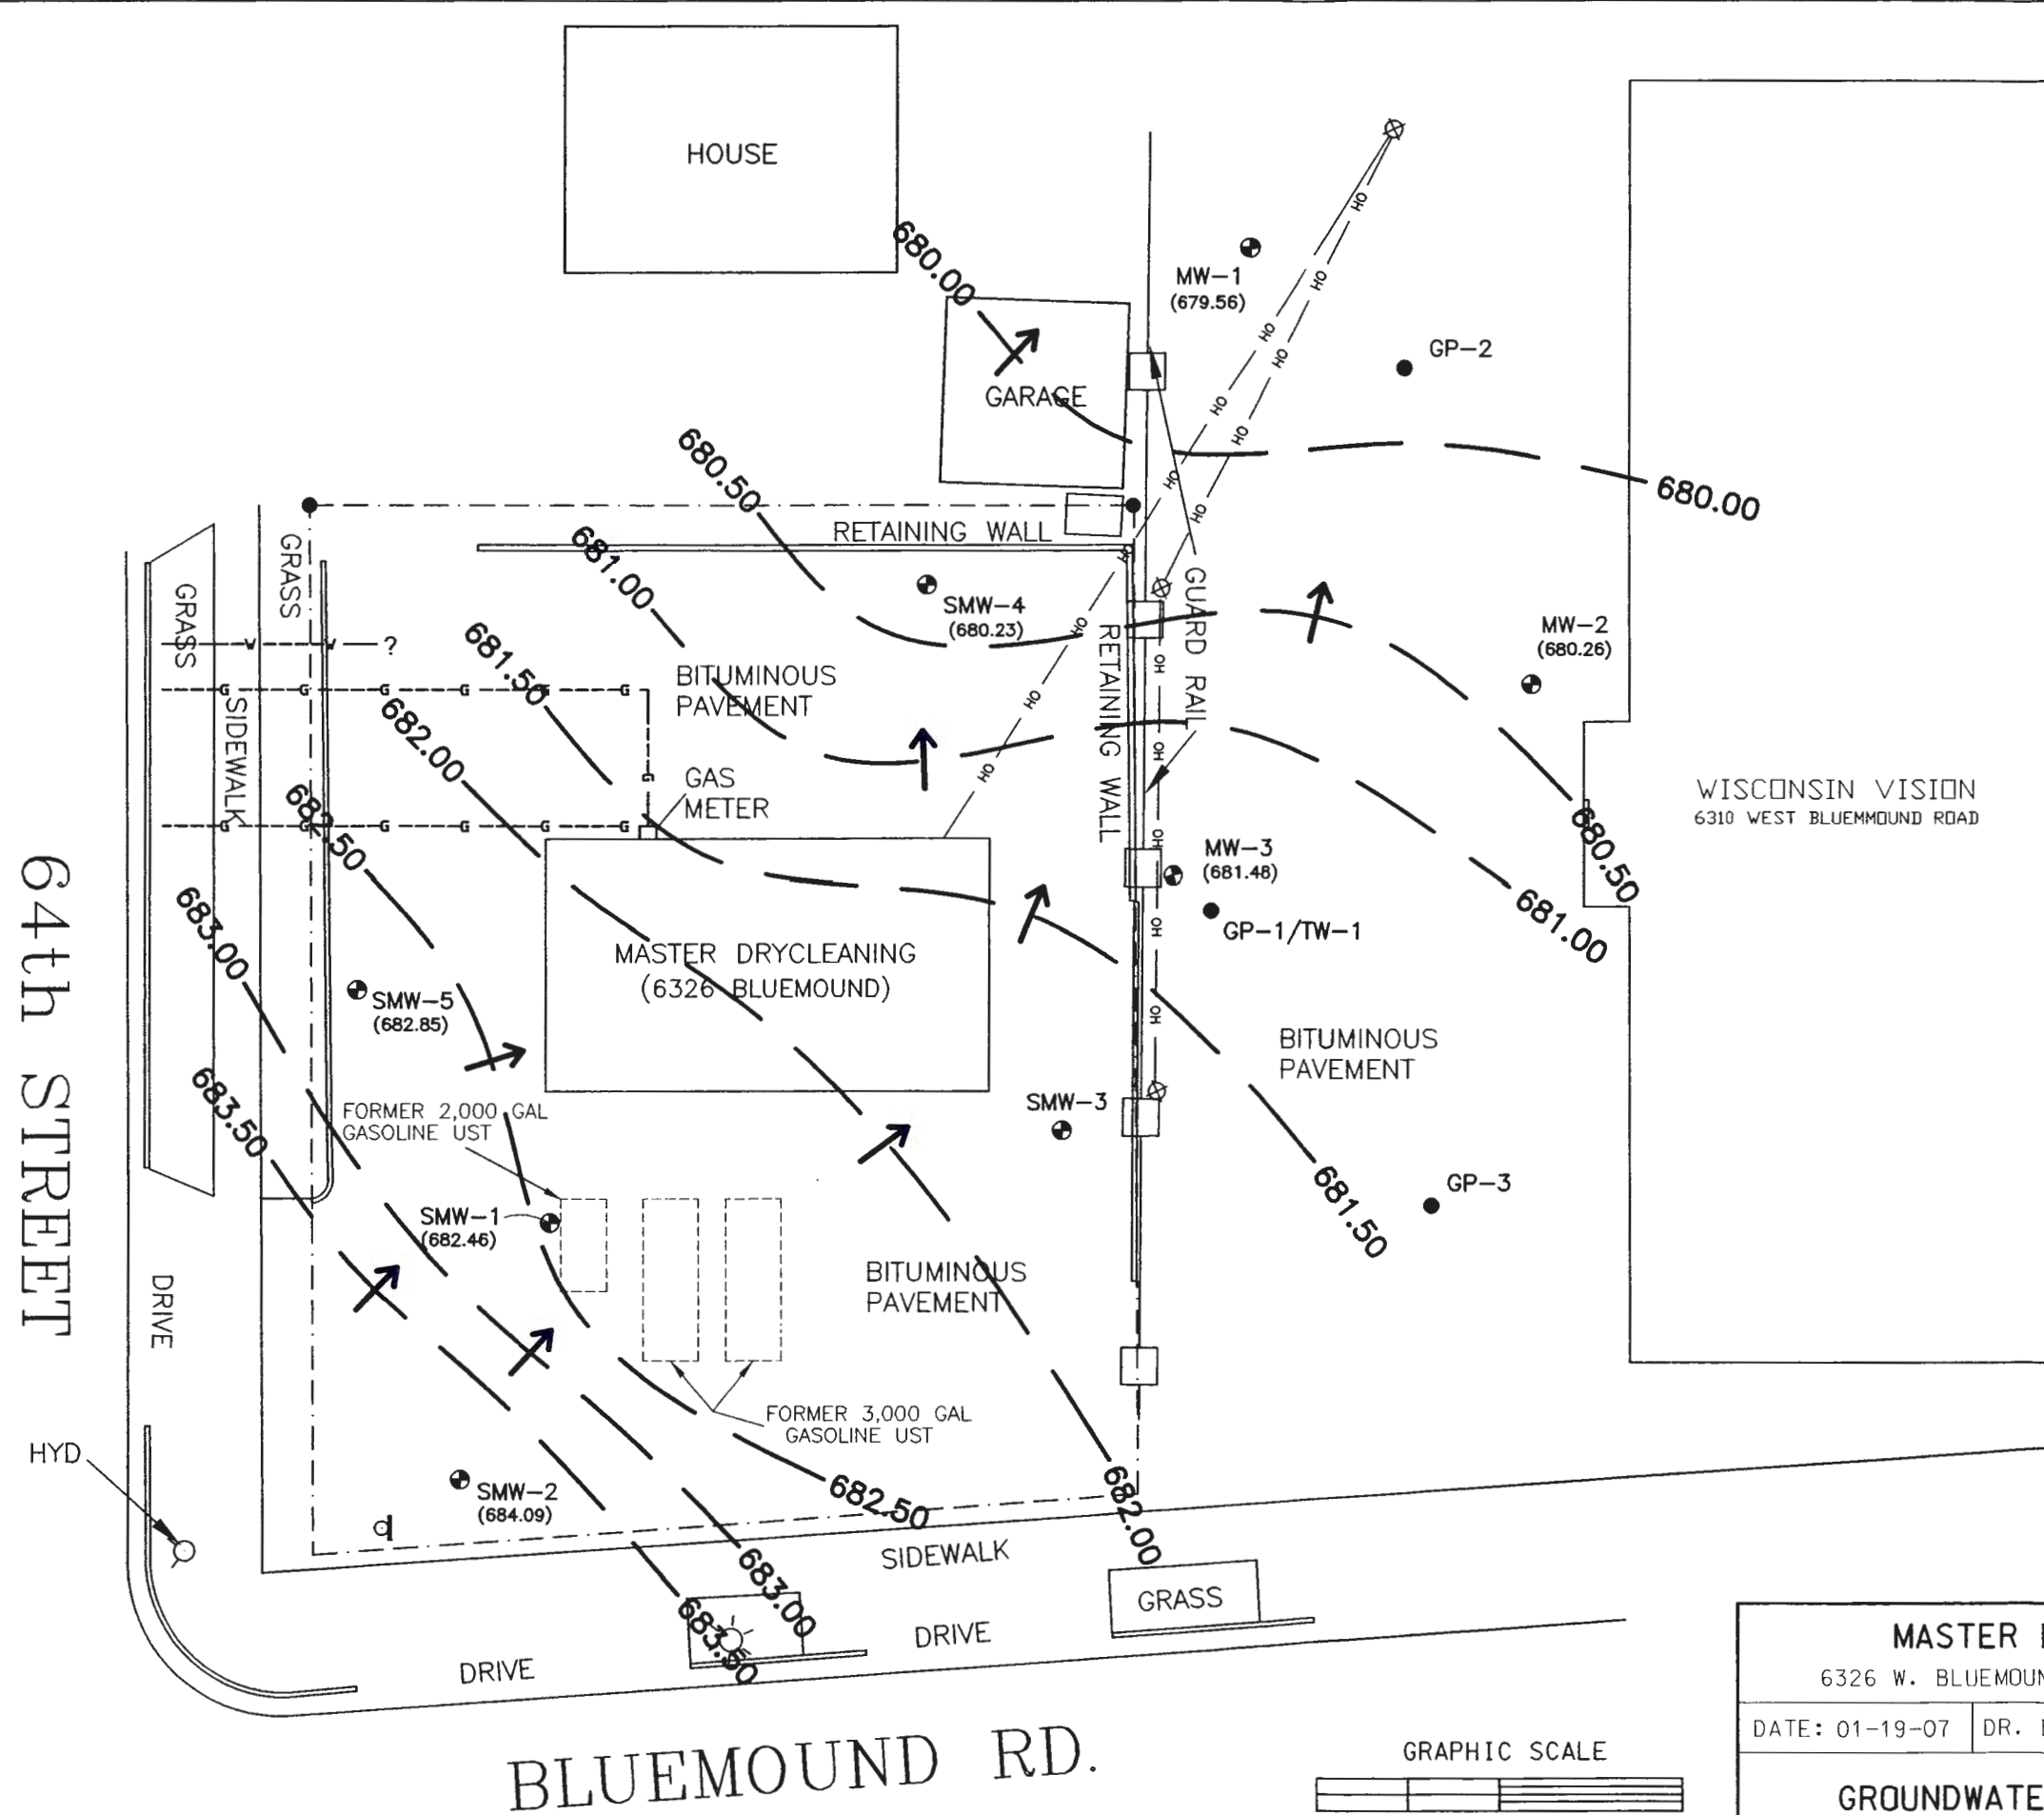 HOUSE
680.00
MW-1
(679.56)
GP-2
GARAGE
680.00
680.50
RETAINING WALL
681.00
GRASS
GRASS
SMW-4
(680.23)
GUARD RAIL
MW-2
(680.26)
681.50
?
BITUMINOUS
PAVEMENT
RETAINING WALL
SIDEWALK
682.00
GAS
METER
WISCONSIN VISION
6310 WEST BLUEMMOUND ROAD
682.50
680.50
MW-3
(681.48)
681.00
GP-1/TW-1
64th STREET
683.00
MASTER DRYCLEANING
(6326 BLUEMOUND)
SMW-5
(682.85)
BITUMINOUS
PAVEMENT
683.50
FORMER 2,000 GAL
GASOLINE UST
SMW-3
GP-3
681.50
SMW-1
(682.46)
BITUMINOUS
PAVEMENT
DRIVE
FORMER 3,000 GAL
GASOLINE UST
HYD
SMW-2
(684.09)
682.50
682.00
SIDEWALK
683.00
GRASS
683.50
DRIVE
DRIVE
MASTER
6326 W.
DATE: 01-19-07
DR.
BLUEMOUND RD.
GRAPHIC SCALE